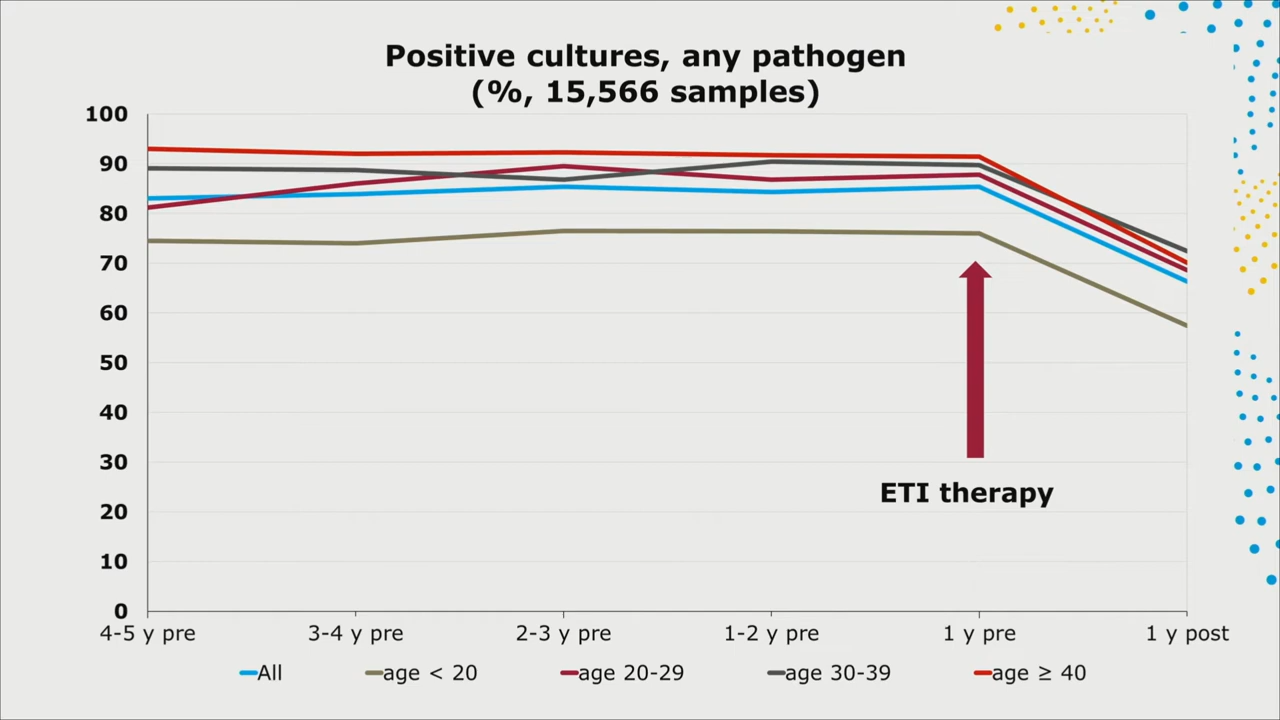 Positive cultures, any pathogen
(%, 15,566 samples)
100
90
80
70
60
50
40
30
20
10
0
ETI therapy
4-5 y pre 3-4 y pre 2-3 y pre 1-2 y pre 1 y pre 1 y post
All age < 20 age 20-29 age 30-39 age ≥ 40